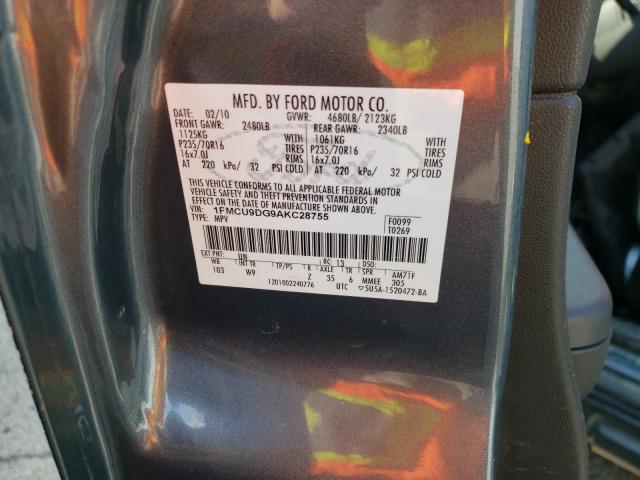 MFD. BY FORD MOTOR CO.
DATE: 02/10 GVWR: 4680LB/ 2123KG
FRONT GAWR: 2480LB REAR GAWR: 2340LB
1125KG WITH 1061KG WITH
P235/70R16 TIRES P235/70R16 TIRES
16x7.0J RIMS 16x7.0J RIMS
AT 220 kPa/ 32 PSI COLD AT 220 kPa/ 32 PSI COLD
THIS VEHICLE CONFORMS TO ALL APPLICABLE FEDERAL MOTOR
VEHICLE SAFETY AND THEFT PREVENTION STANDARDS IN
EFFECT ON THE DATE OF MANUFACTURE SHOWN ABOVE.
VIN: 1FMCU9DG9AKC28755 F0099
TYPE: MPV T0269
EXT PNT: UN RC: 13 DSO:
WB INT TR TP/PS R AXLE TR SPR AM71F
103 W9 Z 35 6 MMEE 305
1201002240776 UTC 5U5A-1520472-BA